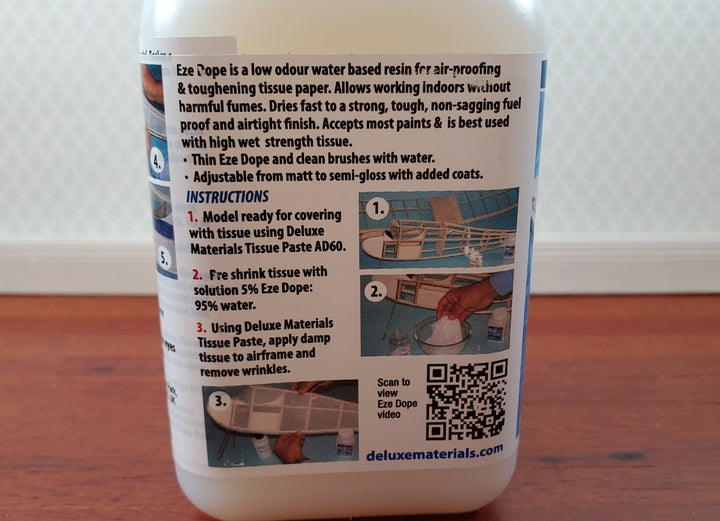 Eze Dope is a low odour water based resin for air-proofing
& toughening tissue paper. Allows working indoors without
harmful fumes. Dries fast to a strong, tough, non-sagging fuel
proof and airtight finish. Accepts most paints & is best used
with high wet strength tissue.
• Thin Eze Dope and clean brushes with water.
• Adjustable from matt to semi-gloss with added coats.
INSTRUCTIONS
1. Model ready for covering
with tissue using Deluxe
Materials Tissue Paste AD60.
2. Pre shrink tissue with
solution 5% Eze Dope:
95% water.
3. Using Deluxe Materials
Tissue Paste, apply damp
tissue to airframe and
remove wrinkles.
1.
2.
3.
Scan to
view
Eze Dope
video
deluxematerials.com
4.
5.